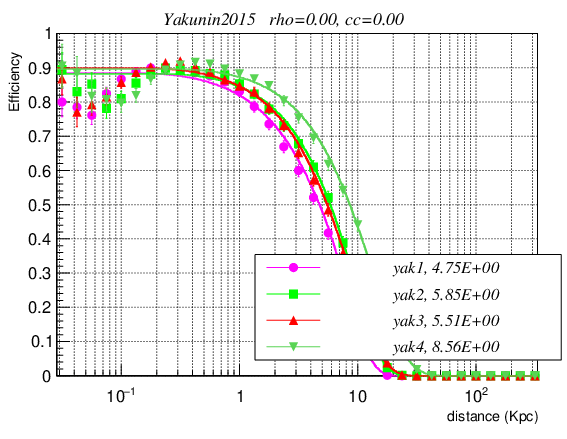 Yakunin2015 rho=0.00, cc=0.00
Efficiency
1
0.9
0.8
0.7
0.6
0.5
0.4
0.3
0.2
0.1
0
yak1, 4.75E+00
yak2, 5.85E+00
yak3, 5.51E+00
yak4, 8.56E+00
10⁻¹ 1 10 10²
distance (Kpc)